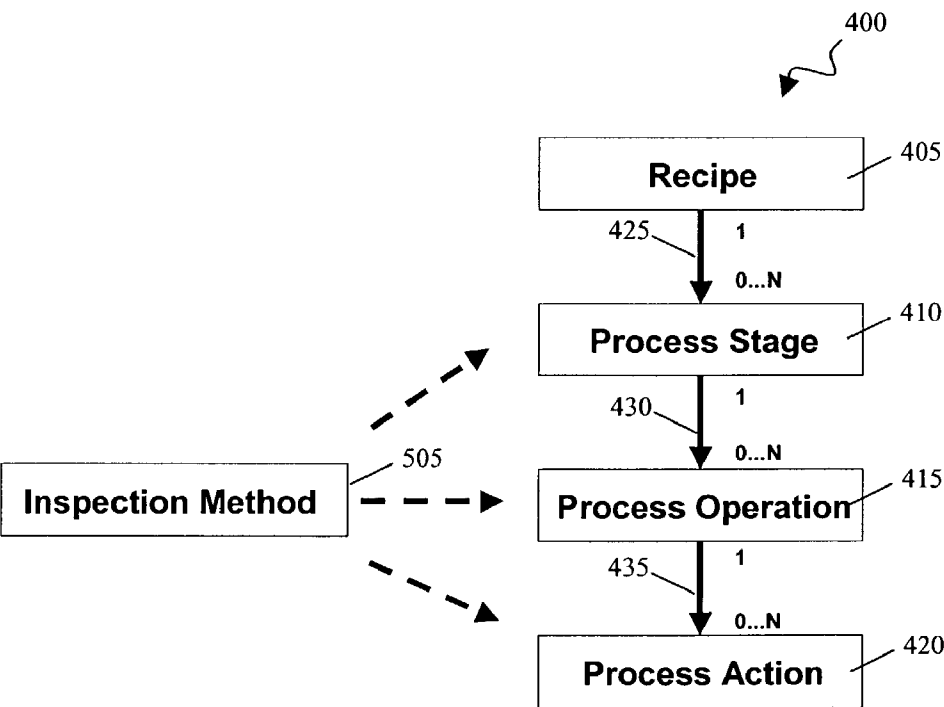 400
Recipe
405
425
1
0...N
Process Stage
410
430
1
0...N
Inspection Method
505
Process Operation
415
435
1
0...N
Process Action
420